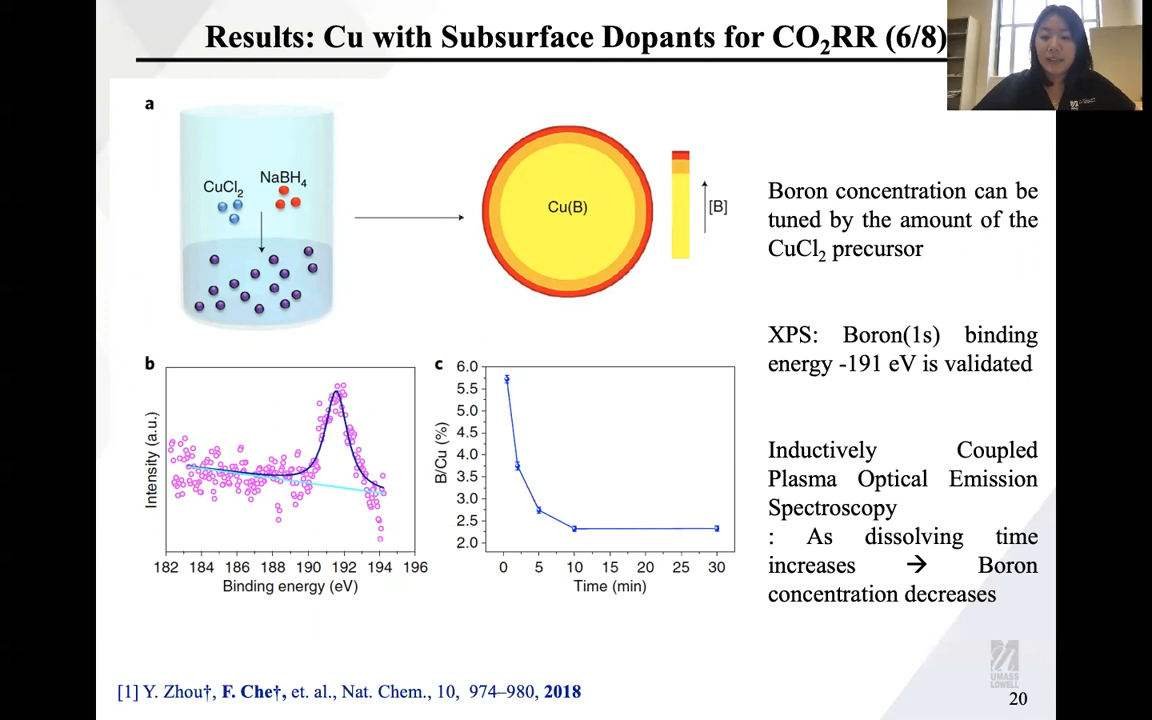 Results: Cu with Subsurface Dopants for CO₂RR (6/8)
a
CuCl₂
NaBH₄
Cu(B)
[B]
Boron concentration can be
tuned by the amount of the
CuCl₂ precursor
XPS: Boron(1s) binding
energy -191 eV is validated
Inductively Coupled
Plasma Optical Emission
Spectroscopy
: As dissolving time
increases → Boron
concentration decreases
b
Intensity (a.u.)
182 184 186 188 190 192 194 196
Binding energy (eV)
c
B/Cu (%)
6.0
5.5
5.0
4.5
4.0
3.5
3.0
2.5
2.0
0 5 10 15 20 25 30
Time (min)
[1] Y. Zhou†, F. Che†, et. al., Nat. Chem., 10, 974–980, 2018
UMASS
LOWELL
20